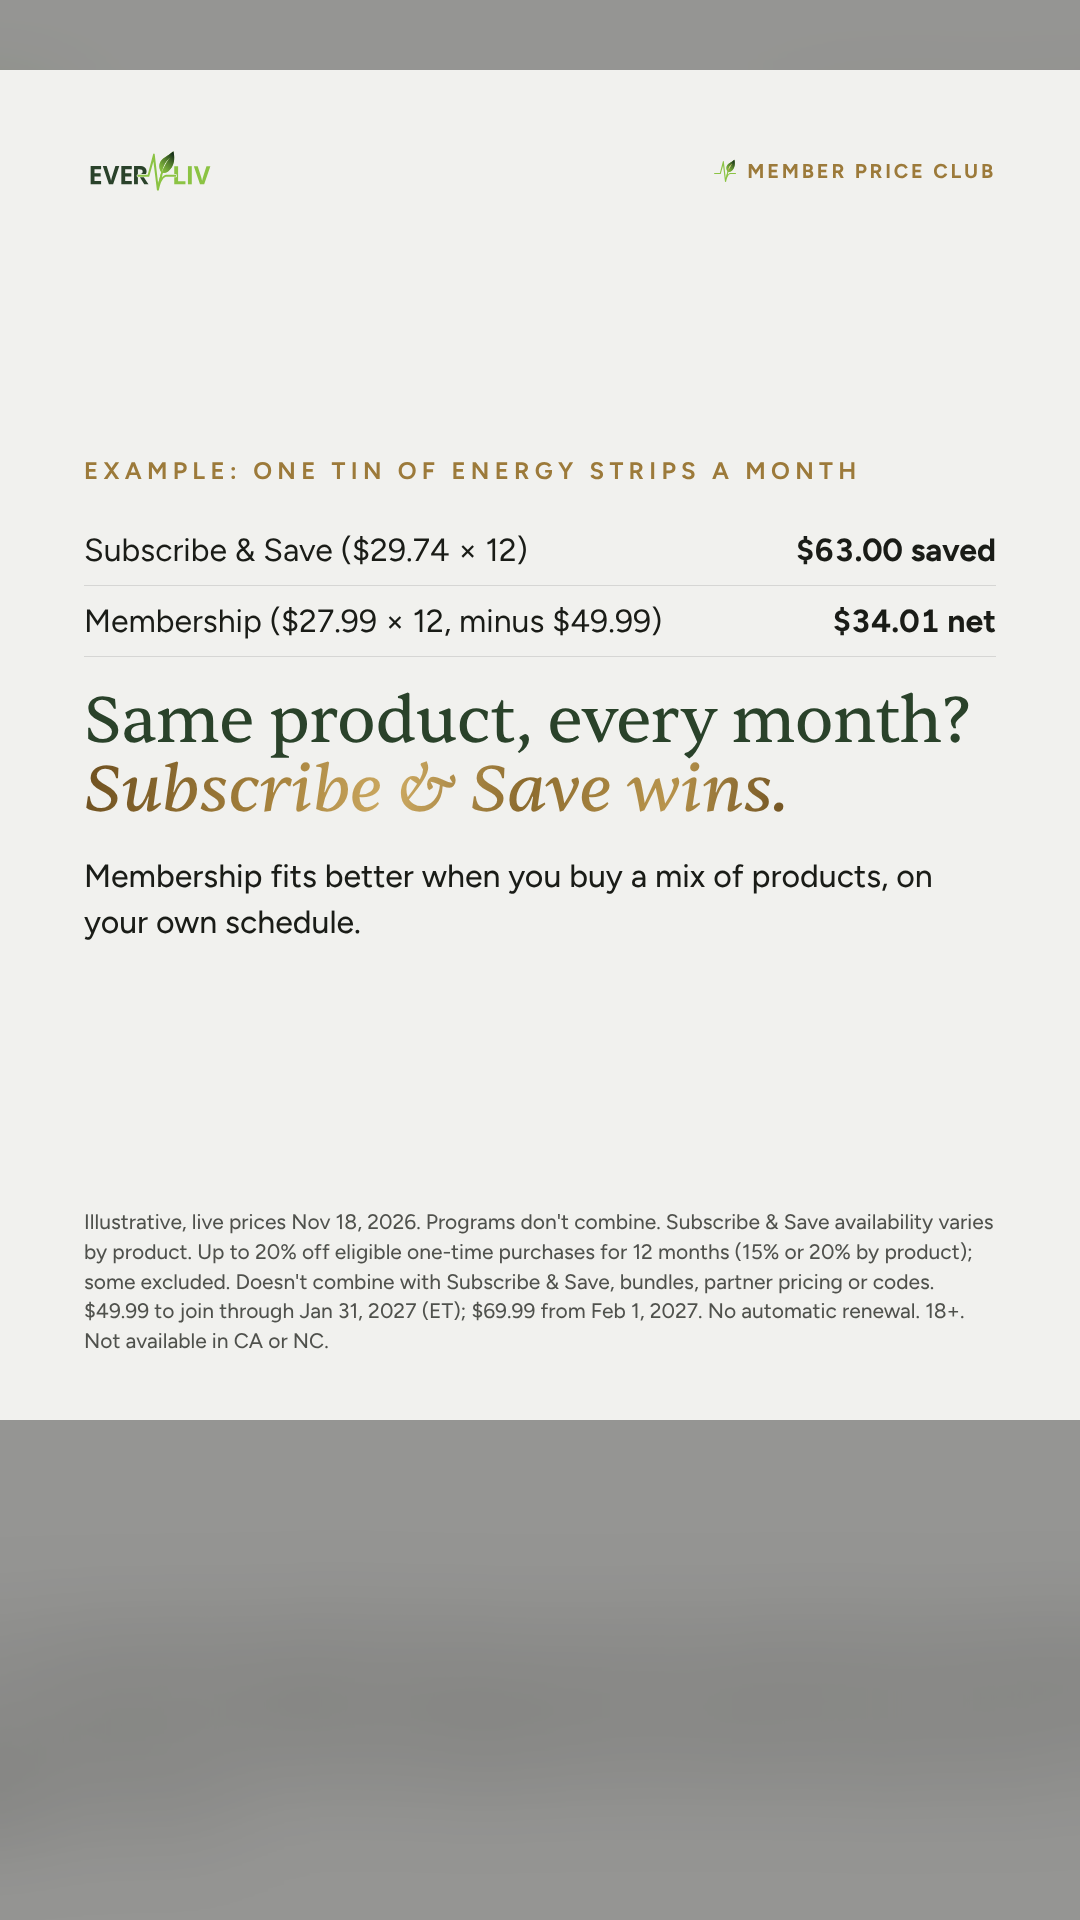 EVERLIV
MEMBER PRICE CLUB
EXAMPLE: ONE TIN OF ENERGY STRIPS A MONTH
Subscribe & Save ($29.74 × 12) $63.00 saved
Membership ($27.99 × 12, minus $49.99) $34.01 net
Same product, every month?
Subscribe & Save wins.
Membership fits better when you buy a mix of products, on
your own schedule.
Illustrative, live prices Nov 18, 2026. Programs don't combine. Subscribe & Save availability varies
by product. Up to 20% off eligible one-time purchases for 12 months (15% or 20% by product);
some excluded. Doesn't combine with Subscribe & Save, bundles, partner pricing or codes.
$49.99 to join through Jan 31, 2027 (ET); $69.99 from Feb 1, 2027. No automatic renewal. 18+.
Not available in CA or NC.